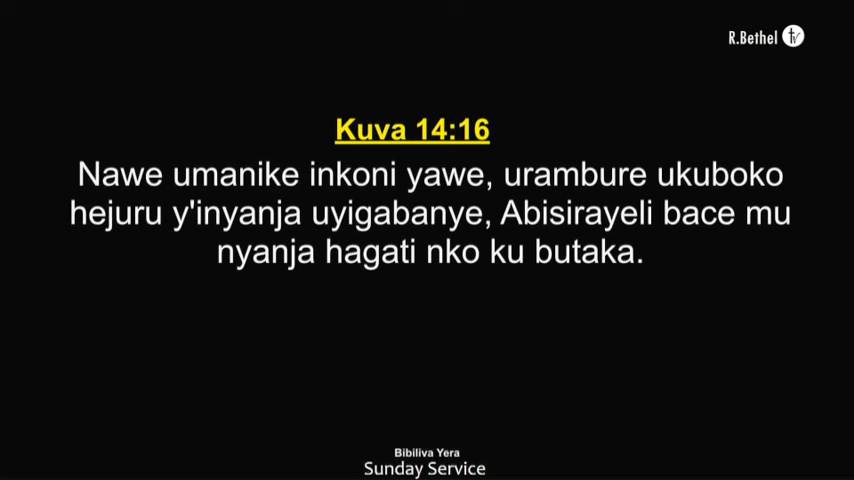 R.Bethel tv
Kuva 14:16
Nawe umanike inkoni yawe, urambure ukuboko
hejuru y'inyanja uyigabanye, Abisirayeli bace mu
nyanja hagati nko ku butaka.
Bibiliya Yera
Sunday Service